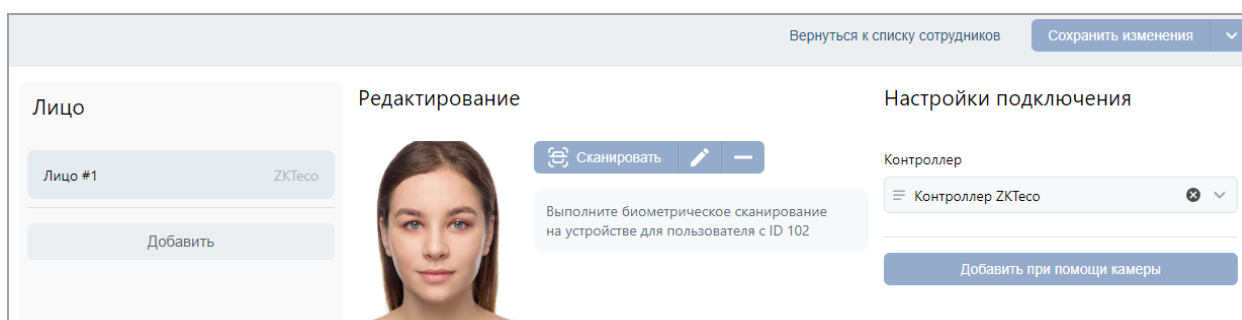 Вернуться к списку сотрудников
Сохранить изменения
Лицо
Лицо #1 ZKTeco
Добавить
Редактирование
Сканировать
Выполните биометрическое сканирование
на устройстве для пользователя с ID 102
Настройки подключения
Контроллер
Контроллер ZKTeco
Добавить при помощи камеры